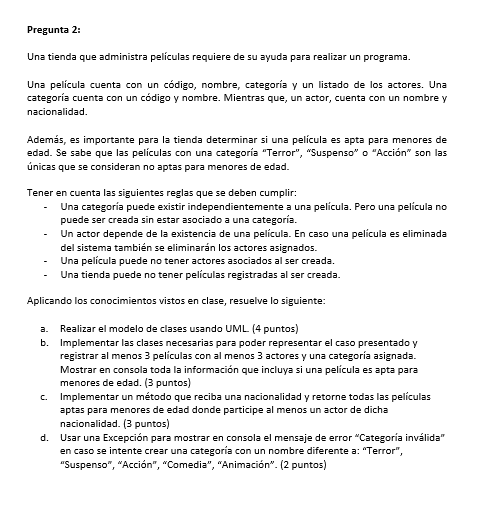 Pregunta 2:
Una tienda que administra películas requiere de su ayuda para realizar un programa.
Una película cuenta con un código, nombre, categoría y un listado de los actores. Una
categoría cuenta con un código y nombre. Mientras que, un actor, cuenta con un nombre y
nacionalidad.
Además, es importante para la tienda determinar si una película es apta para menores de
edad. Se sabe que las películas con una categoría “Terror”, “Suspenso” o “Acción” son las
únicas que se consideran no aptas para menores de edad.
Tener en cuenta las siguientes reglas que se deben cumplir:
- Una categoría puede existir independientemente a una película. Pero una película no
puede ser creada sin estar asociado a una categoría.
- Un actor depende de la existencia de una película. En caso una película es eliminada
del sistema también se eliminarán los actores asignados.
- Una película puede no tener actores asociados al ser creada.
- Una tienda puede no tener películas registradas al ser creada.
Aplicando los conocimientos vistos en clase, resuelve lo siguiente:
a. Realizar el modelo de clases usando UML. (4 puntos)
b. Implementar las clases necesarias para poder representar el caso presentado y
registrar al menos 3 películas con al menos 3 actores y una categoría asignada.
Mostrar en consola toda la información que incluya si una película es apta para
menores de edad. (3 puntos)
c. Implementar un método que reciba una nacionalidad y retorne todas las películas
aptas para menores de edad donde participe al menos un actor de dicha
nacionalidad. (3 puntos)
d. Usar una Excepción para mostrar en consola el mensaje de error “Categoría inválida”
en caso se intente crear una categoría con un nombre diferente a: “Terror”,
“Suspenso”, “Acción”, “Comedia”, “Animación”. (2 puntos)